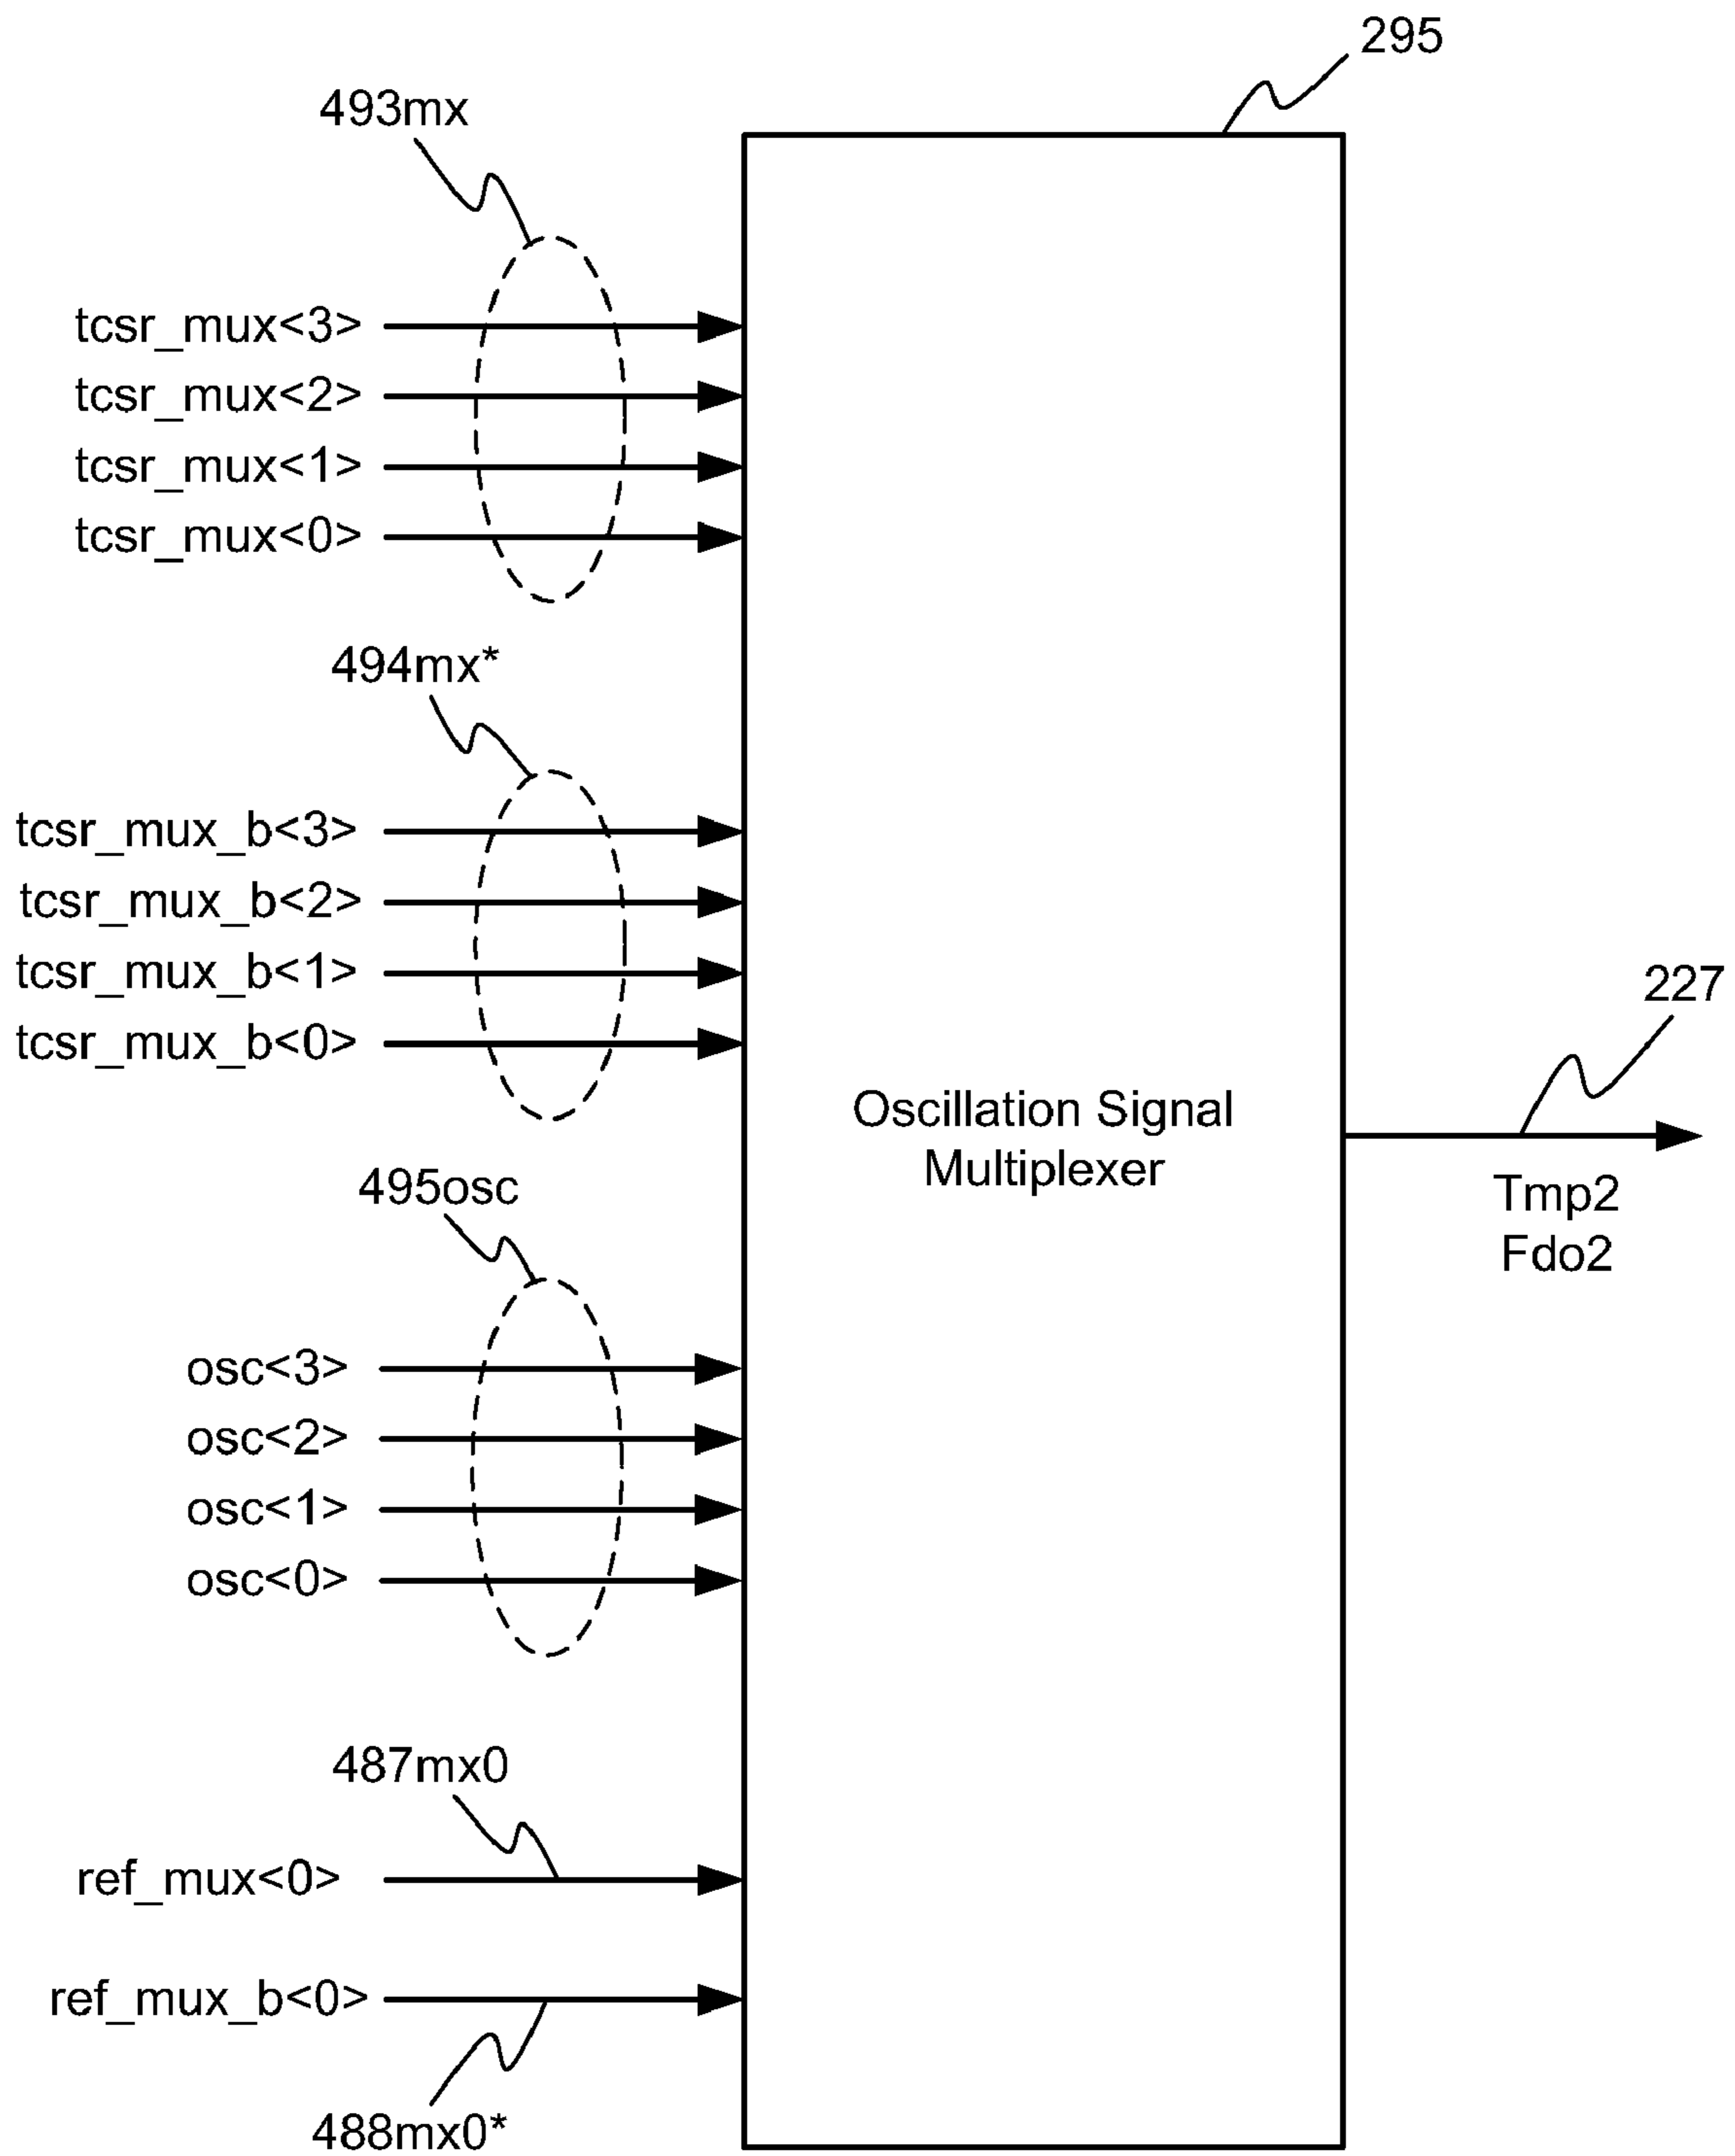 295
493mx
tcsr_mux<3>
tcsr_mux<2>
tcsr_mux<1>
tcsr_mux<0>
494mx*
tcsr_mux_b<3>
tcsr_mux_b<2>
tcsr_mux_b<1>
tcsr_mux_b<0>
227
Oscillation Signal
Multiplexer
Tmp2
Fdo2
495osc
osc<3>
osc<2>
osc<1>
osc<0>
487mx0
ref_mux<0>
ref_mux_b<0>
488mx0*